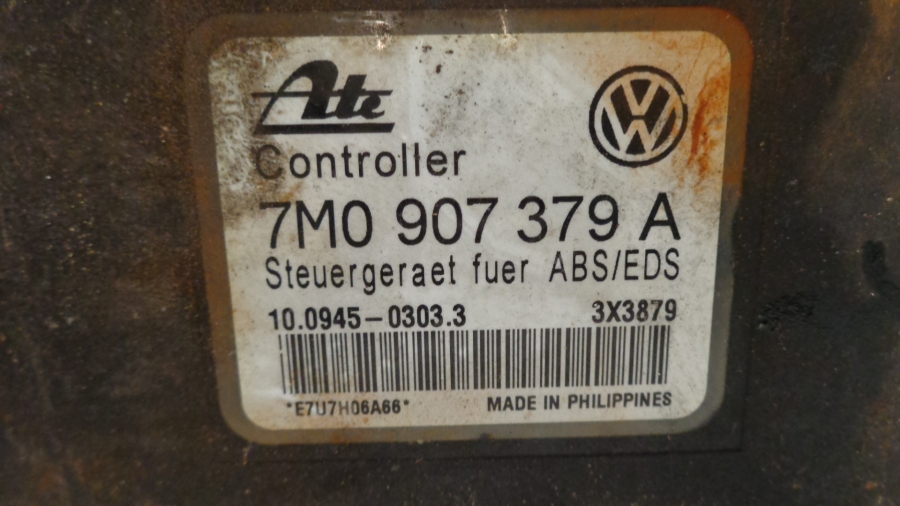 Ate
Controller
7M0 907 379 A
Steuergeraet fuer ABS/EDS
10.0945-0303.3 3X3879
*E7U7H06A66* MADE IN PHILIPPINES